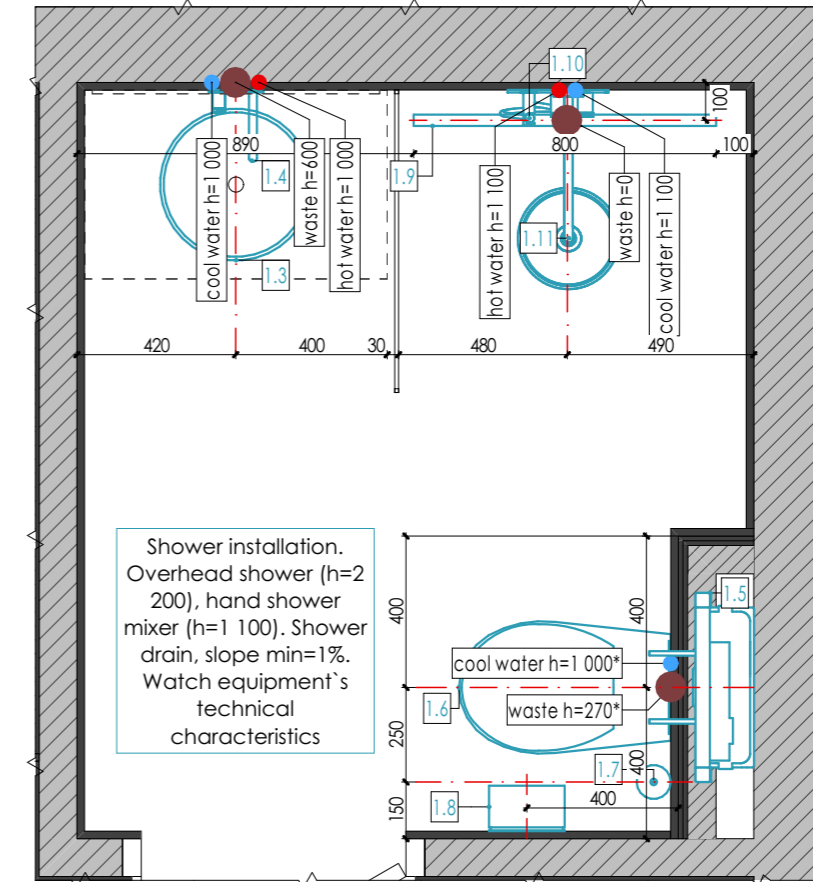 1.10
100
890
800
100
cool water h=1 000
1.4
waste h=600
hot water h=1 000
1.9
hot water h=1 100
1.11
waste h=0
cool water h=1 100
1.3
420
400
30
480
490
Shower installation.
Overhead shower (h=2
200), hand shower
mixer (h=1 100). Shower
drain, slope min=1%.
Watch equipment`s
technical
characteristics
400
400
1.5
cool water h=1 000*
1.6
waste h=270*
250
1.7
400
1.8
400
150